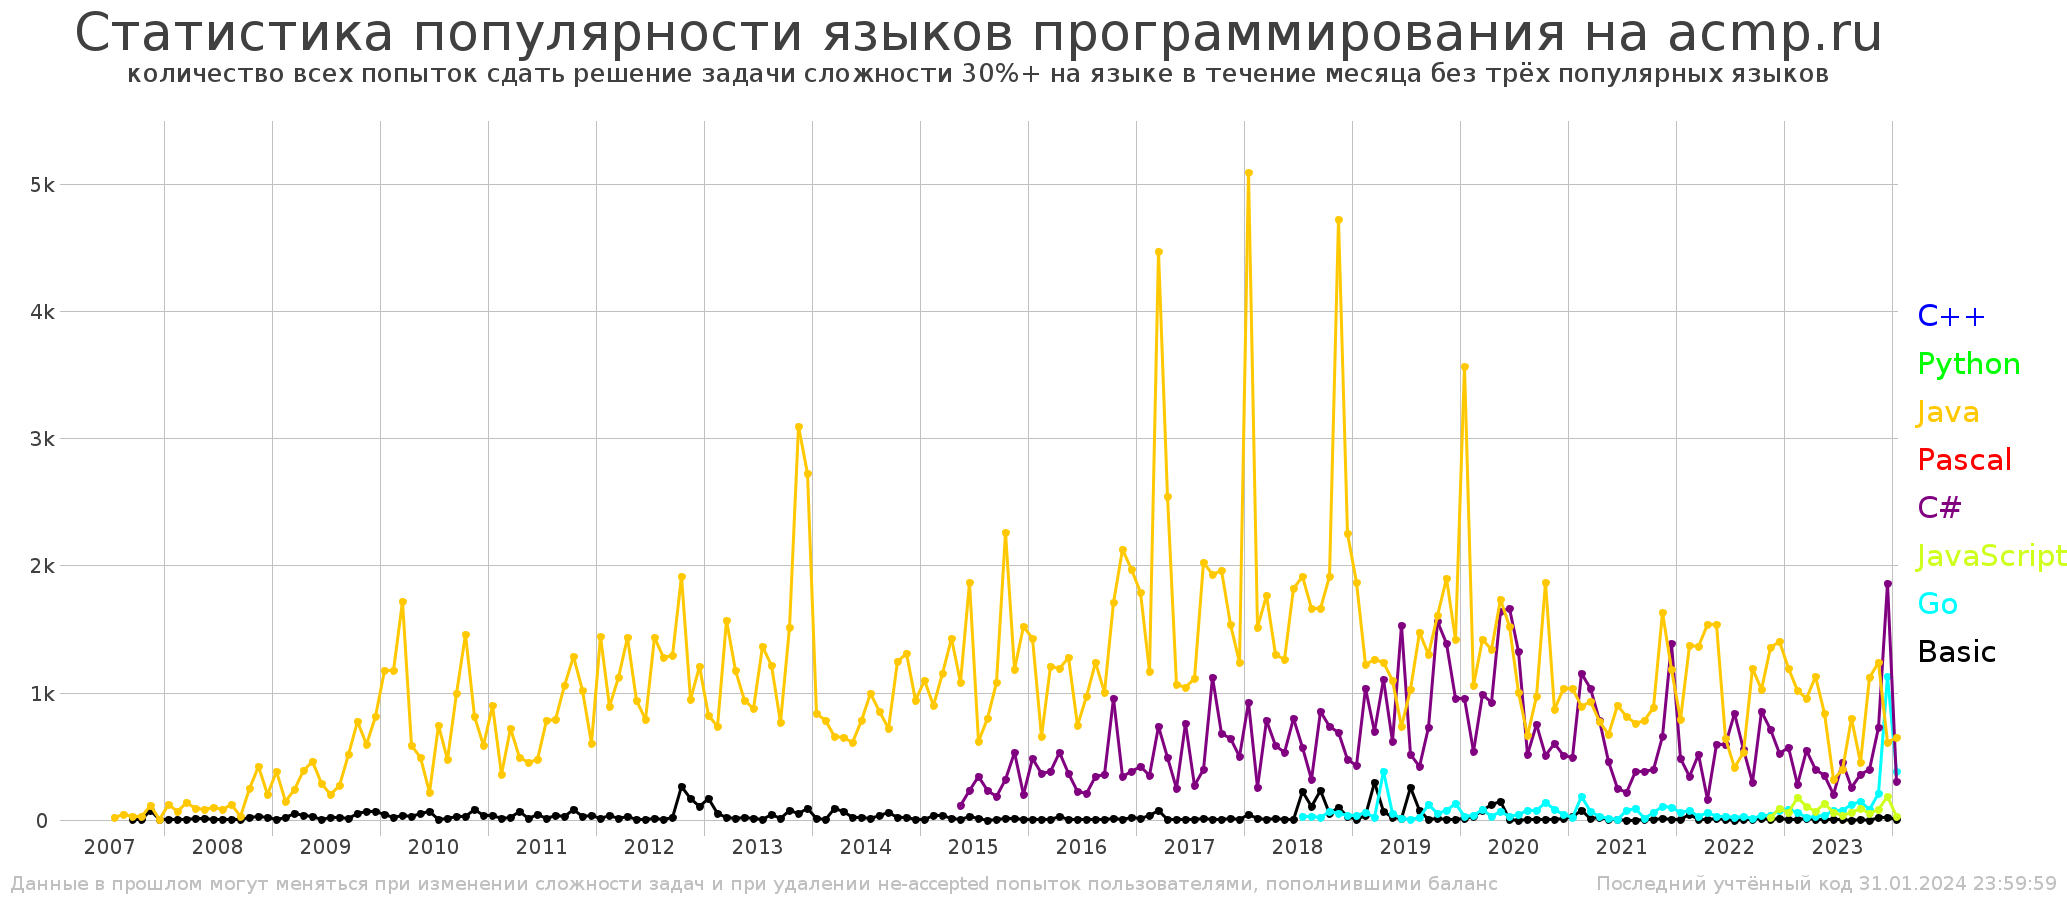 Статистика популярности языков программирования на acmp.ru
количество всех попыток сдать решение задачи сложности 30%+ на языке в течение месяца без трёх популярных языков
5k
4k
3k
2k
1k
0
C++
Python
Java
Pascal
C#
JavaScript
Go
Basic
2007 2008 2009 2010 2011 2012 2013 2014 2015 2016 2017 2018 2019 2020 2021 2022 2023
Данные в прошлом могут меняться при изменении сложности задач и при удалении не-accepted попыток пользователями, пополнившими баланс
Последний учтённый код 31.01.2024 23:59:59